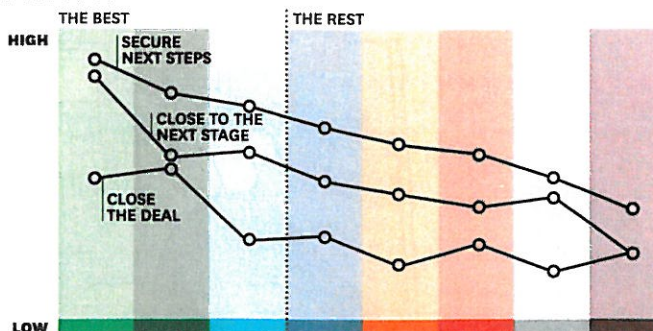 THE BEST
THE REST
HIGH
SECURE
NEXT STEPS
CLOSE TO THE
NEXT STAGE
CLOSE
THE DEAL
LOW